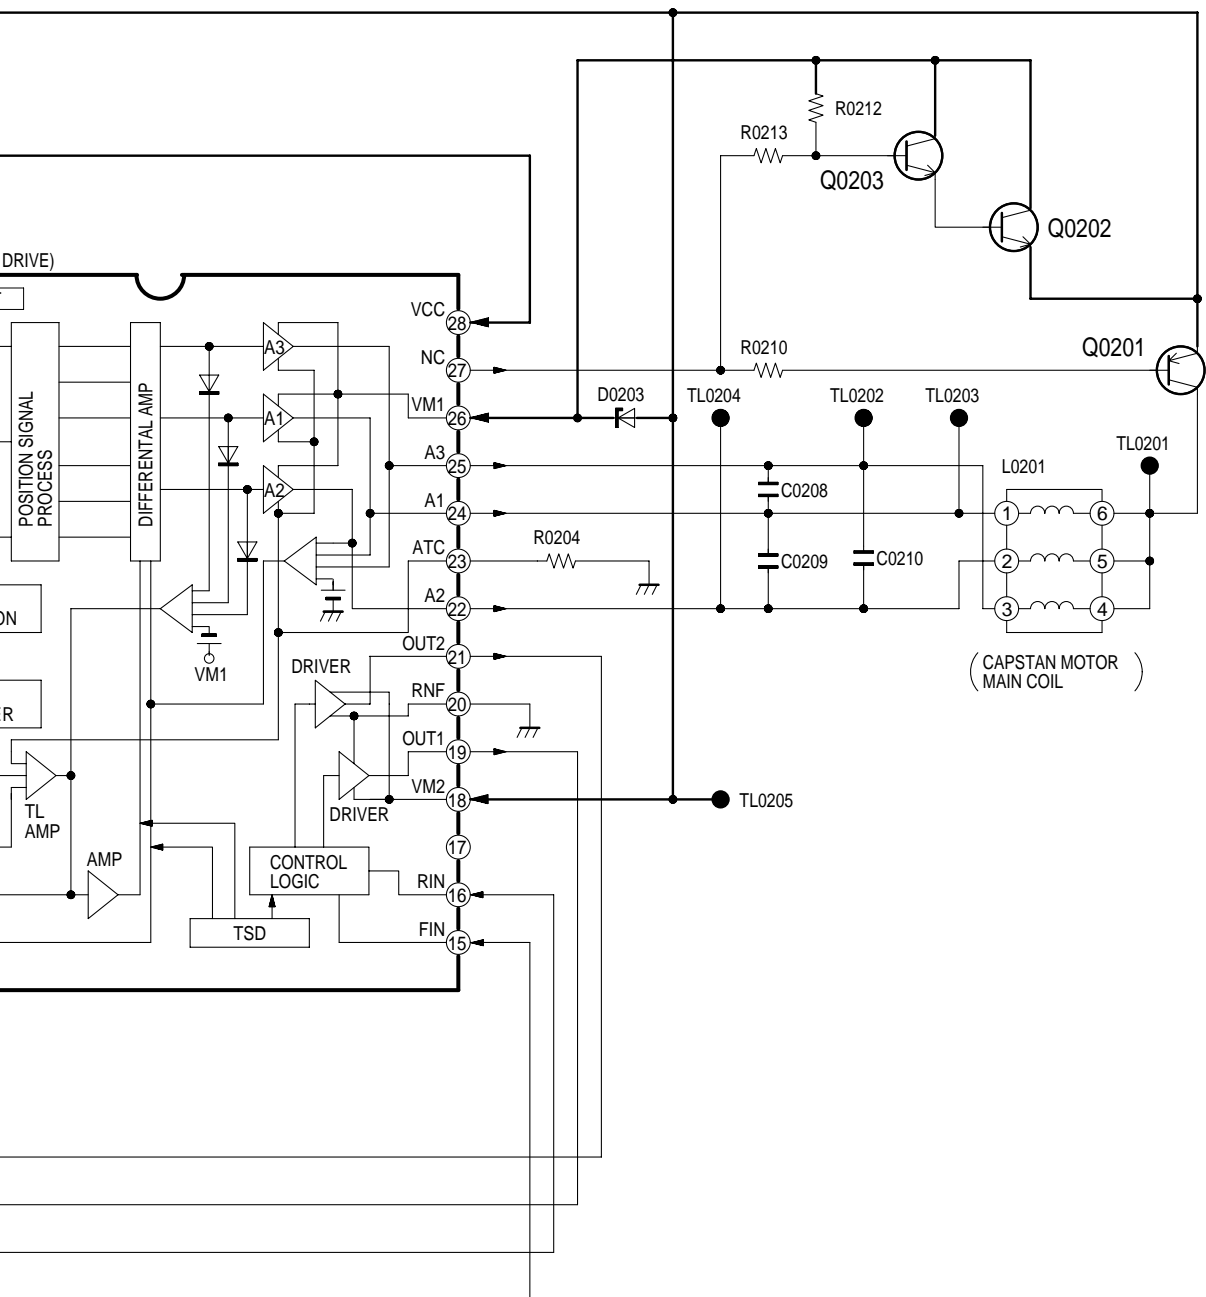 R0212
R0213
Q0203
Q0202
DRIVE)
VCC
28
R0210
Q0201
A3
NC
27
D0203
TL0204
TL0202
TL0203
POSITION SIGNAL
PROCESS
DIFFERENTAL AMP
A1
VM1
26
TL0201
A3
25
L0201
A2
C0208
A1
24
1
6
R0204
ATC
23
C0209
C0210
2
5
A2
22
3
4
ON
OUT2
21
VM1
DRIVER
(CAPSTAN MOTOR
MAIN COIL)
RNF
20
ER
OUT1
19
VM2
18
TL0205
TL
AMP
DRIVER
17
AMP
CONTROL
LOGIC
RIN
16
TSD
FIN
15